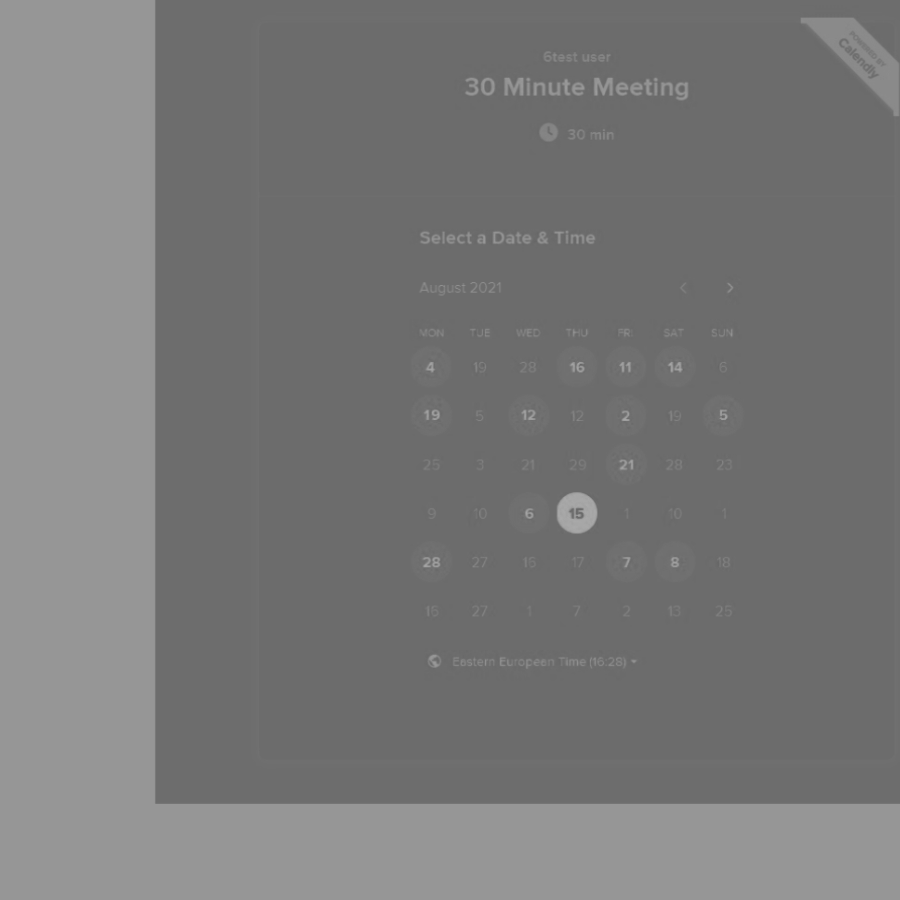 6test user
30 Minute Meeting
30 min
POWERED BY
Calendly
Select a Date & Time
August 2021
MON TUE WED THU FRI SAT SUN
4 19 28 16 11 14 6
19 5 12 12 2 19 5
25 3 21 29 21 28 23
9 10 6 15 1 10 1
28 27 15 17 7 8 18
15 27 1 7 2 13 25
Eastern European Time (16:28)